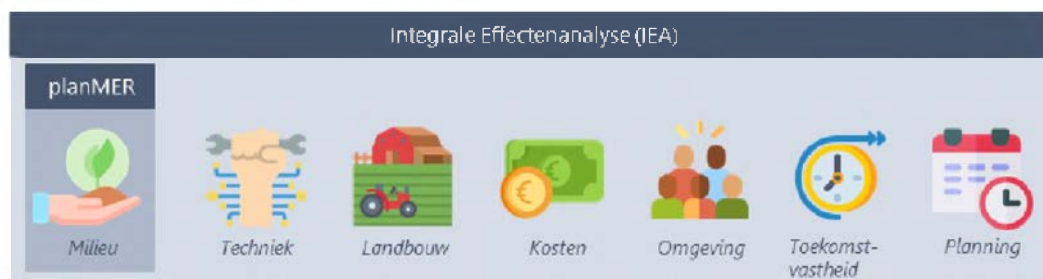 Integrale Effectenanalyse (IEA)
planMER
Milieu
Techniek
Landbouw
Kosten
Omgeving
Toekomst-
vastheid
Planning